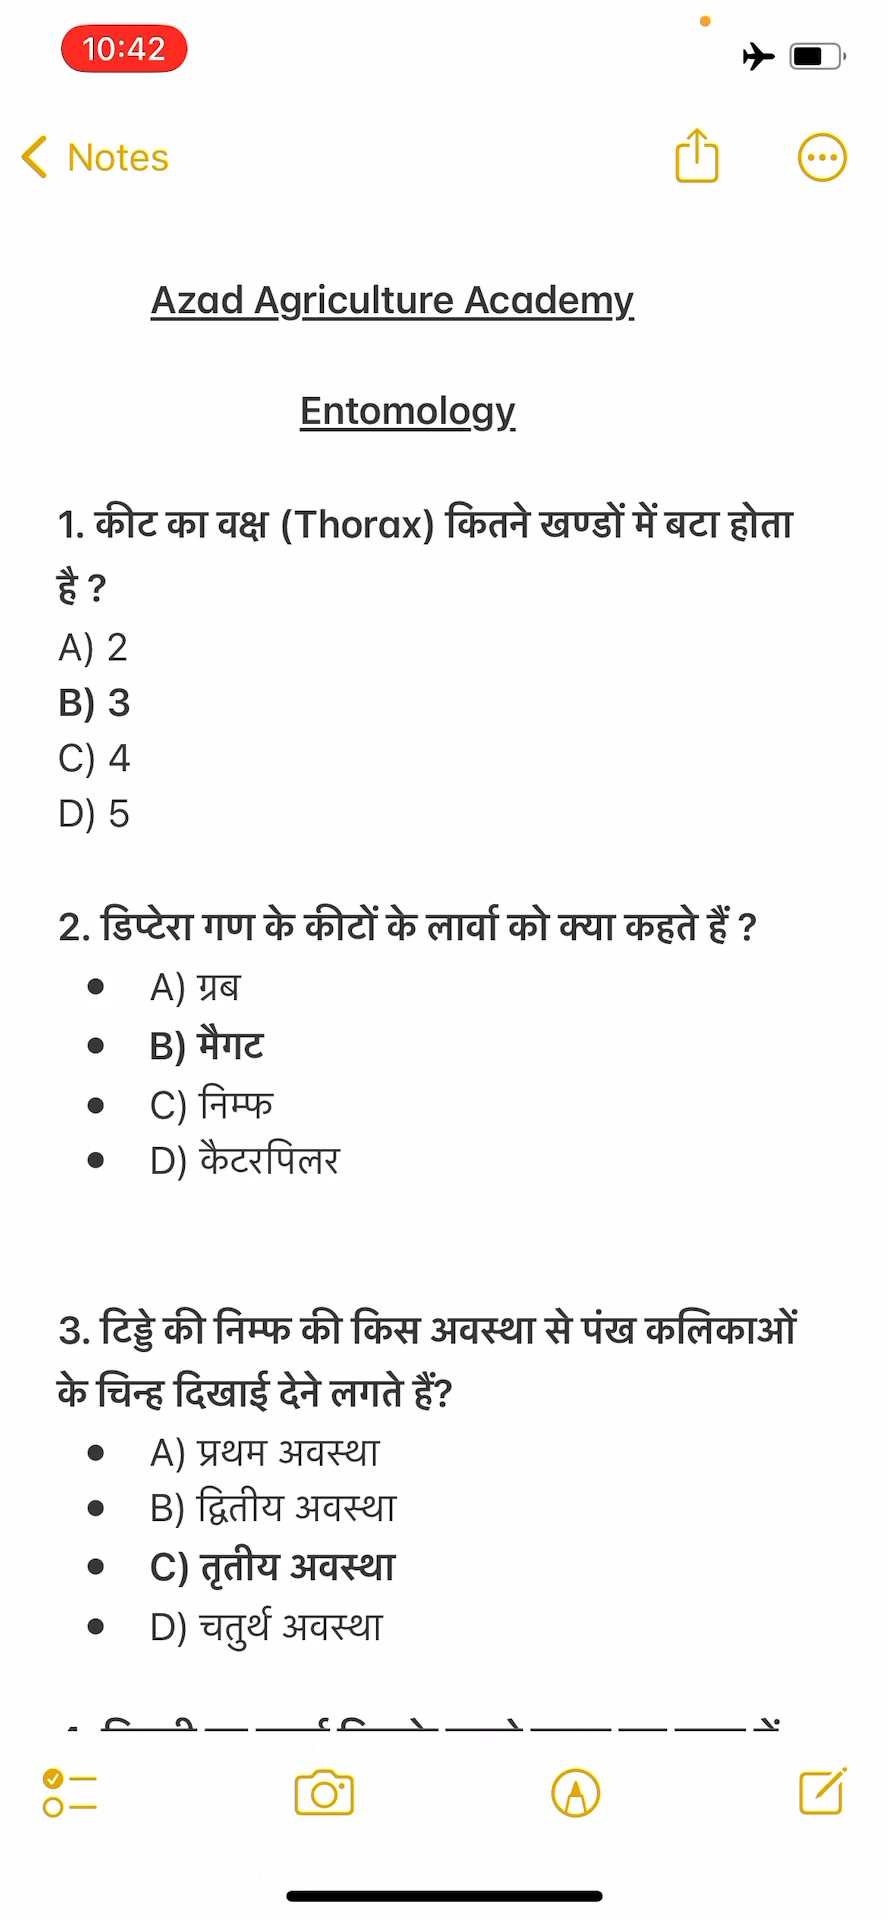 10:42
Notes
Azad Agriculture Academy
Entomology
1. कीट का वक्ष (Thorax) कितने खण्डों में बटा होता
है ?
A) 2
B) 3
C) 4
D) 5
2. डिप्टेरा गण के कीटों के लार्वा को क्या कहते हैं ?
• A) ग्रब
• B) मैगट
• C) निम्फ
• D) कैटरपिलर
3. टिड्डे की निम्फ की किस अवस्था से पंख कलिकाओं
के चिन्ह दिखाई देने लगते हैं?
• A) प्रथम अवस्था
• B) द्वितीय अवस्था
• C) तृतीय अवस्था
• D) चतुर्थ अवस्था